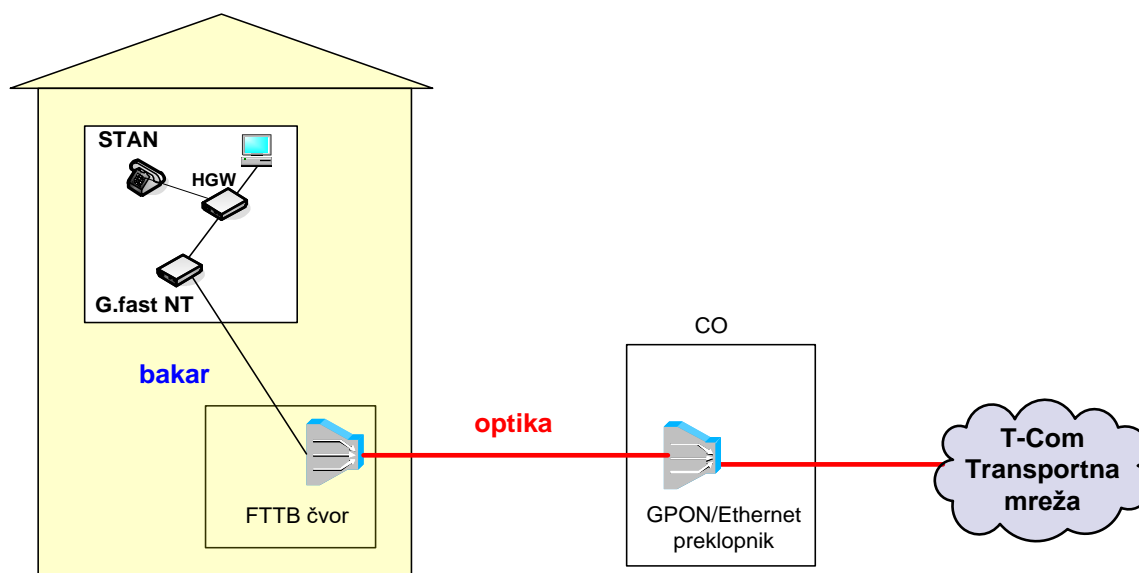 STAN
HGW
G.fast NT
bakar
FTTB čvor
optika
CO
GPON/Ethernet
preklopnik
T-Com
Transportna
mreža